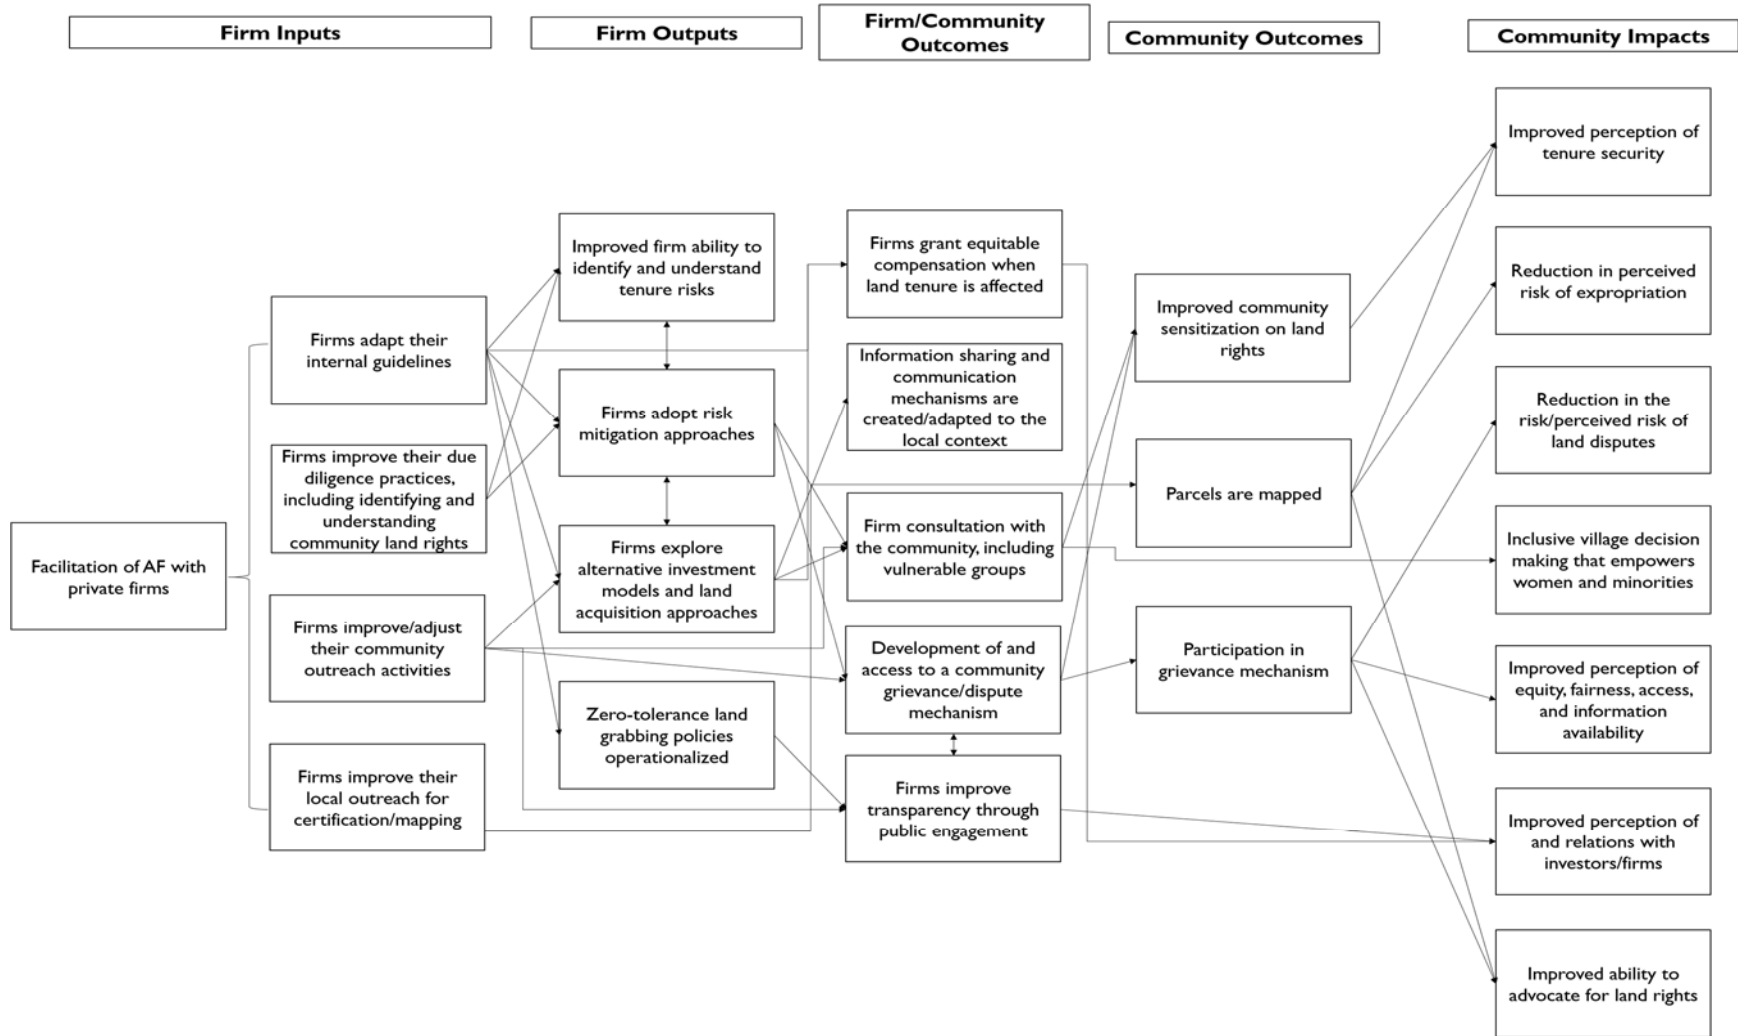 Firm Inputs
Firm Outputs
Firm/Community
Outcomes
Community Outcomes
Community Impacts
Facilitation of AF with
private firms
Firms adapt their
internal guidelines
Firms improve their due
diligence practices,
including identifying and
understanding
community land rights
Firms improve/adjust
their community
outreach activities
Firms improve their
local outreach for
certification/mapping
Improved firm ability to
identify and understand
tenure risks
Firms adopt risk
mitigation approaches
Firms explore
alternative investment
models and land
acquisition approaches
Zero-tolerance land
grabbing policies
operationalized
Firms grant equitable
compensation when
land tenure is affected
Information sharing and
communication
mechanisms are
created/adapted to the
local context
Firm consultation with
the community, including
vulnerable groups
Development of and
access to a community
grievance/dispute
mechanism
Firms improve
transparency through
public engagement
Improved community
sensitization on land
rights
Parcels are mapped
Participation in
grievance mechanism
Improved perception of
tenure security
Reduction in perceived
risk of expropriation
Reduction in the
risk/perceived risk of
land disputes
Inclusive village decision
making that empowers
women and minorities
Improved perception of
equity, fairness, access,
and information
availability
Improved perception of
and relations with
investors/firms
Improved ability to
advocate for land rights